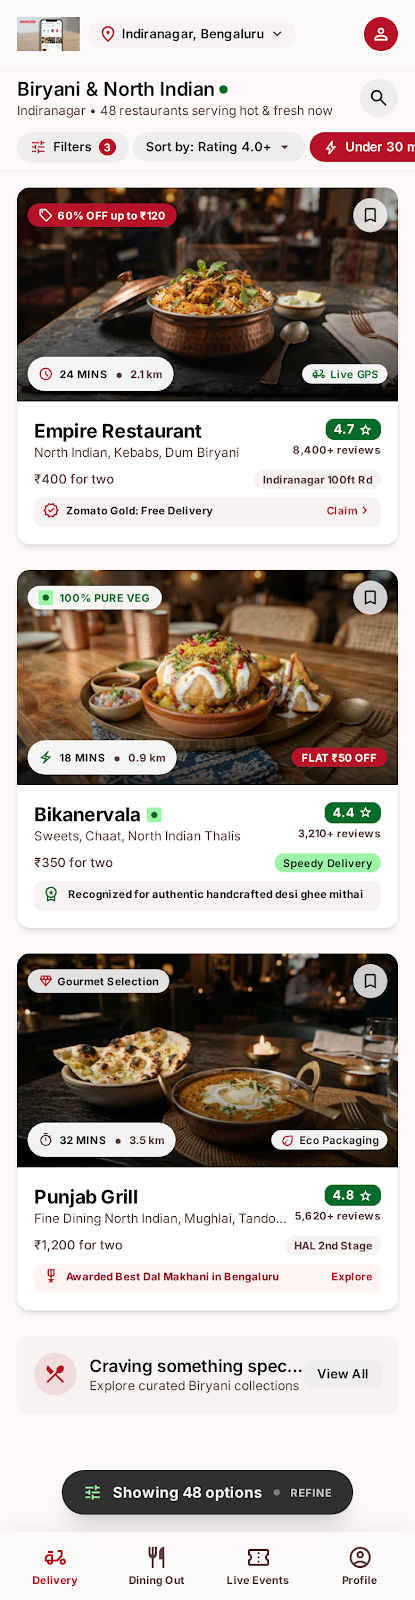 zomato
Indiranagar, Bengaluru
Biryani & North Indian
Indiranagar • 48 restaurants serving hot & fresh now
Filters 3
Sort by: Rating 4.0+
Under 30 m
60% OFF up to ₹120
24 MINS • 2.1 km
Live GPS
Empire Restaurant
4.7
North Indian, Kebabs, Dum Biryani
8,400+ reviews
₹400 for two
Indiranagar 100ft Rd
Zomato Gold: Free Delivery
Claim
100% PURE VEG
18 MINS • 0.9 km
FLAT ₹50 OFF
Bikanervala
4.4
Sweets, Chaat, North Indian Thalis
3,210+ reviews
₹350 for two
Speedy Delivery
Recognized for authentic handcrafted desi ghee mithai
Gourmet Selection
32 MINS • 3.5 km
Eco Packaging
Punjab Grill
4.8
Fine Dining North Indian, Mughlai, Tando...
5,620+ reviews
₹1,200 for two
HAL 2nd Stage
Awarded Best Dal Makhani in Bengaluru
Explore
Craving something spec...
Explore curated Biryani collections
View All
Showing 48 options • REFINE
Delivery
Dining Out
Live Events
Profile